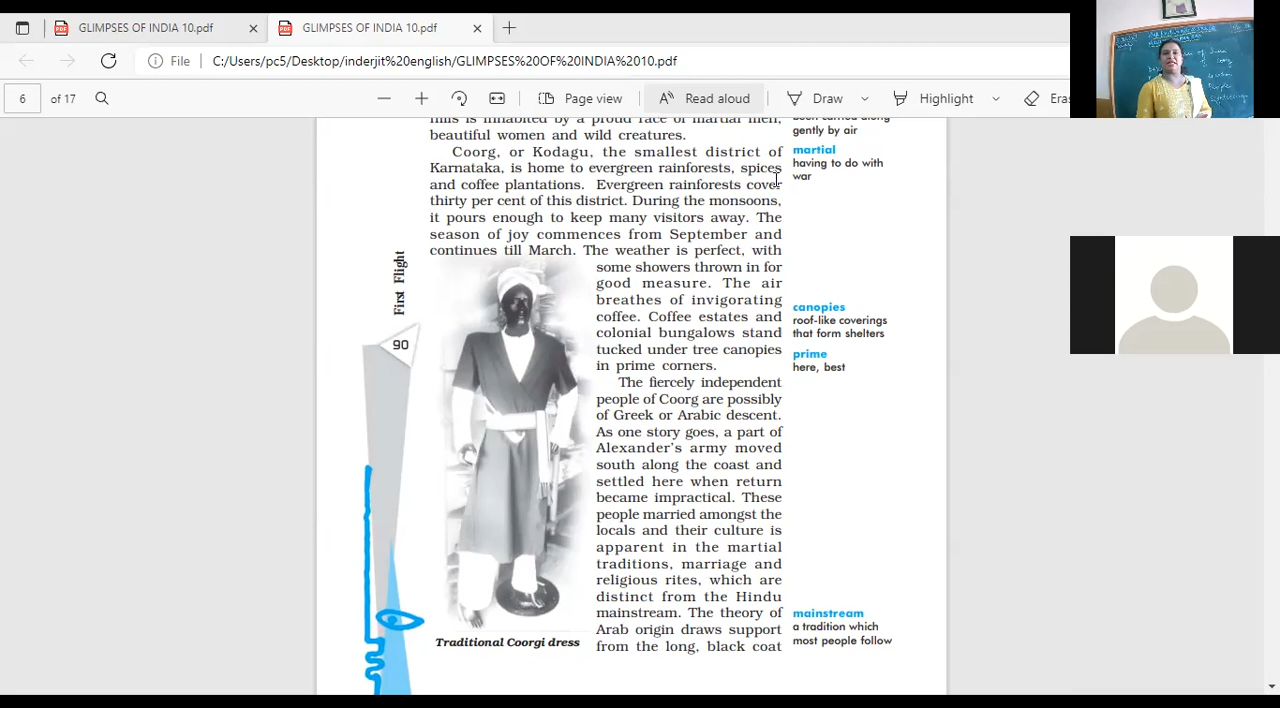 GLIMPSES OF INDIA 10.pdf
GLIMPSES OF INDIA 10.pdf
File C:/Users/pc5/Desktop/inderjit%20english/GLIMPSES%20OF%20INDIA%2010.pdf
6 of 17
Page view
Read aloud
Draw
Highlight
Eras
hills is inhabited by a proud race of martial men,
beautiful women and wild creatures.
Coorg, or Kodagu, the smallest district of
Karnataka, is home to evergreen rainforests, spices
and coffee plantations. Evergreen rainforests cover
thirty per cent of this district. During the monsoons,
it pours enough to keep many visitors away. The
season of joy commences from September and
continues till March. The weather is perfect, with
some showers thrown in for
good measure. The air
breathes of invigorating
coffee. Coffee estates and
colonial bungalows stand
tucked under tree canopies
in prime corners.
The fiercely independent
people of Coorg are possibly
of Greek or Arabic descent.
As one story goes, a part of
Alexander's army moved
south along the coast and
settled here when return
became impractical. These
people married amongst the
locals and their culture is
apparent in the martial
traditions, marriage and
religious rites, which are
distinct from the Hindu
mainstream. The theory of
Arab origin draws support
from the long, black coat
Traditional Coorgi dress
been carried along
gently by air
martial
having to do with
war
canopies
roof-like coverings
that form shelters
prime
here, best
mainstream
a tradition which
most people follow
First Flight
90